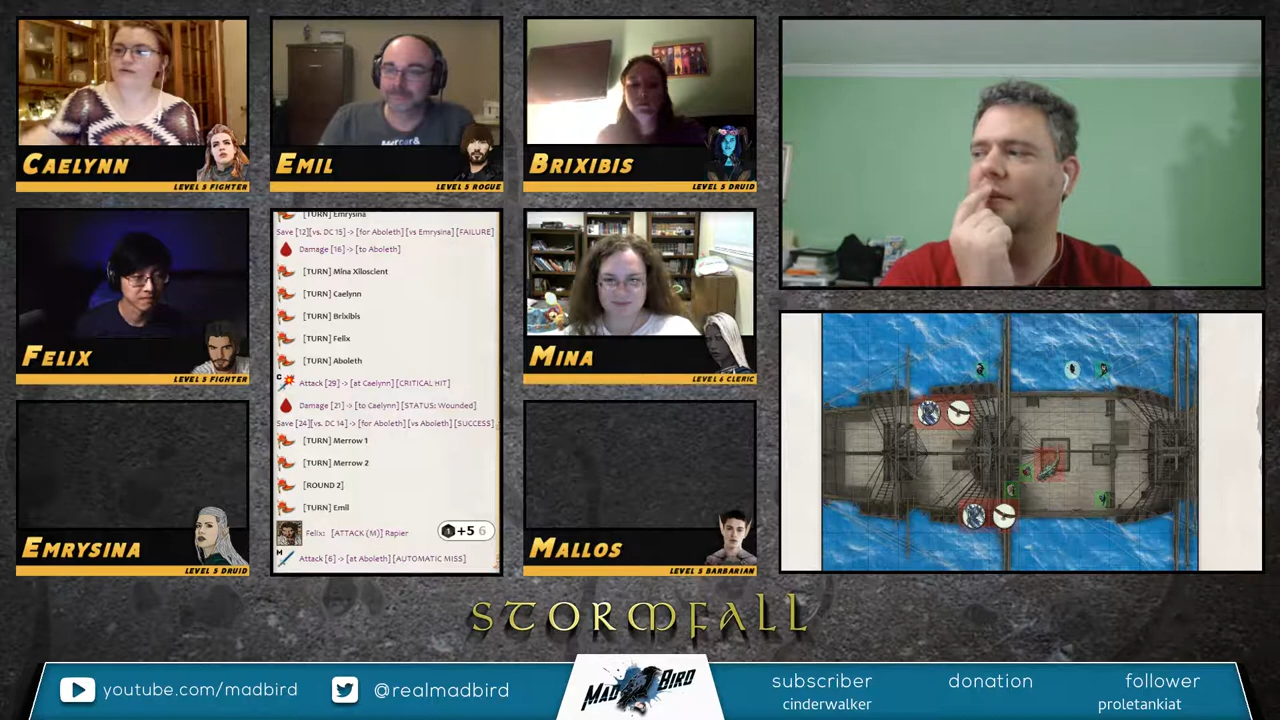 CAELYNN
LEVEL 5 FIGHTER
EMIL
LEVEL 5 ROGUE
BRIXIBIS
LEVEL 5 DRUID
FELIX
LEVEL 5 FIGHTER
[TURN] Emrysina
Save [12][vs. DC 15] -> [for Aboleth] [vs Emrysina] [FAILURE]
Damage [16] -> [to Aboleth]
[TURN] Mina Xiloscient
[TURN] Caelynn
[TURN] Brixibis
[TURN] Felix
[TURN] Aboleth
Attack [29] -> [at Caelynn] [CRITICAL HIT]
Damage [21] -> [to Caelynn] [STATUS: Wounded]
Save [24][vs. DC 14] -> [for Aboleth] [vs Aboleth] [SUCCESS]
[TURN] Merrow 1
[TURN] Merrow 2
[ROUND 2]
[TURN] Emil
Felix: [ATTACK (M)] Rapier
1 +5 6
M
Attack [6] -> [at Aboleth] [AUTOMATIC MISS]
MINA
LEVEL 6 CLERIC
EMRYSINA
LEVEL 5 DRUID
MALLOS
LEVEL 5 BARBARIAN
STORMFALL
youtube.com/madbird
@realmadbird
MAD BIRD
subscriber
cinderwalker
donation
follower
proletankiat